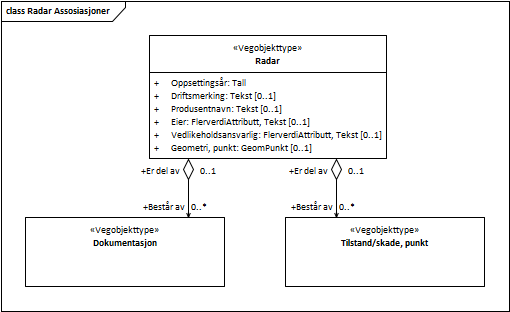 class Radar Assosiasjoner
«Vegobjekttype»
Radar
+ Oppsettingsår: Tall
+ Driftsmerking: Tekst [0..1]
+ Produsentnavn: Tekst [0..1]
+ Eier: FlerverdiAttributt, Tekst [0..1]
+ Vedlikeholdsansvarlig: FlerverdiAttributt, Tekst [0..1]
+ Geometri, punkt: GeomPunkt [0..1]
+Er del av 0..1 +Er del av 0..1
+Består av 0..* +Består av 0..*
«Vegobjekttype»
Dokumentasjon
«Vegobjekttype»
Tilstand/skade, punkt